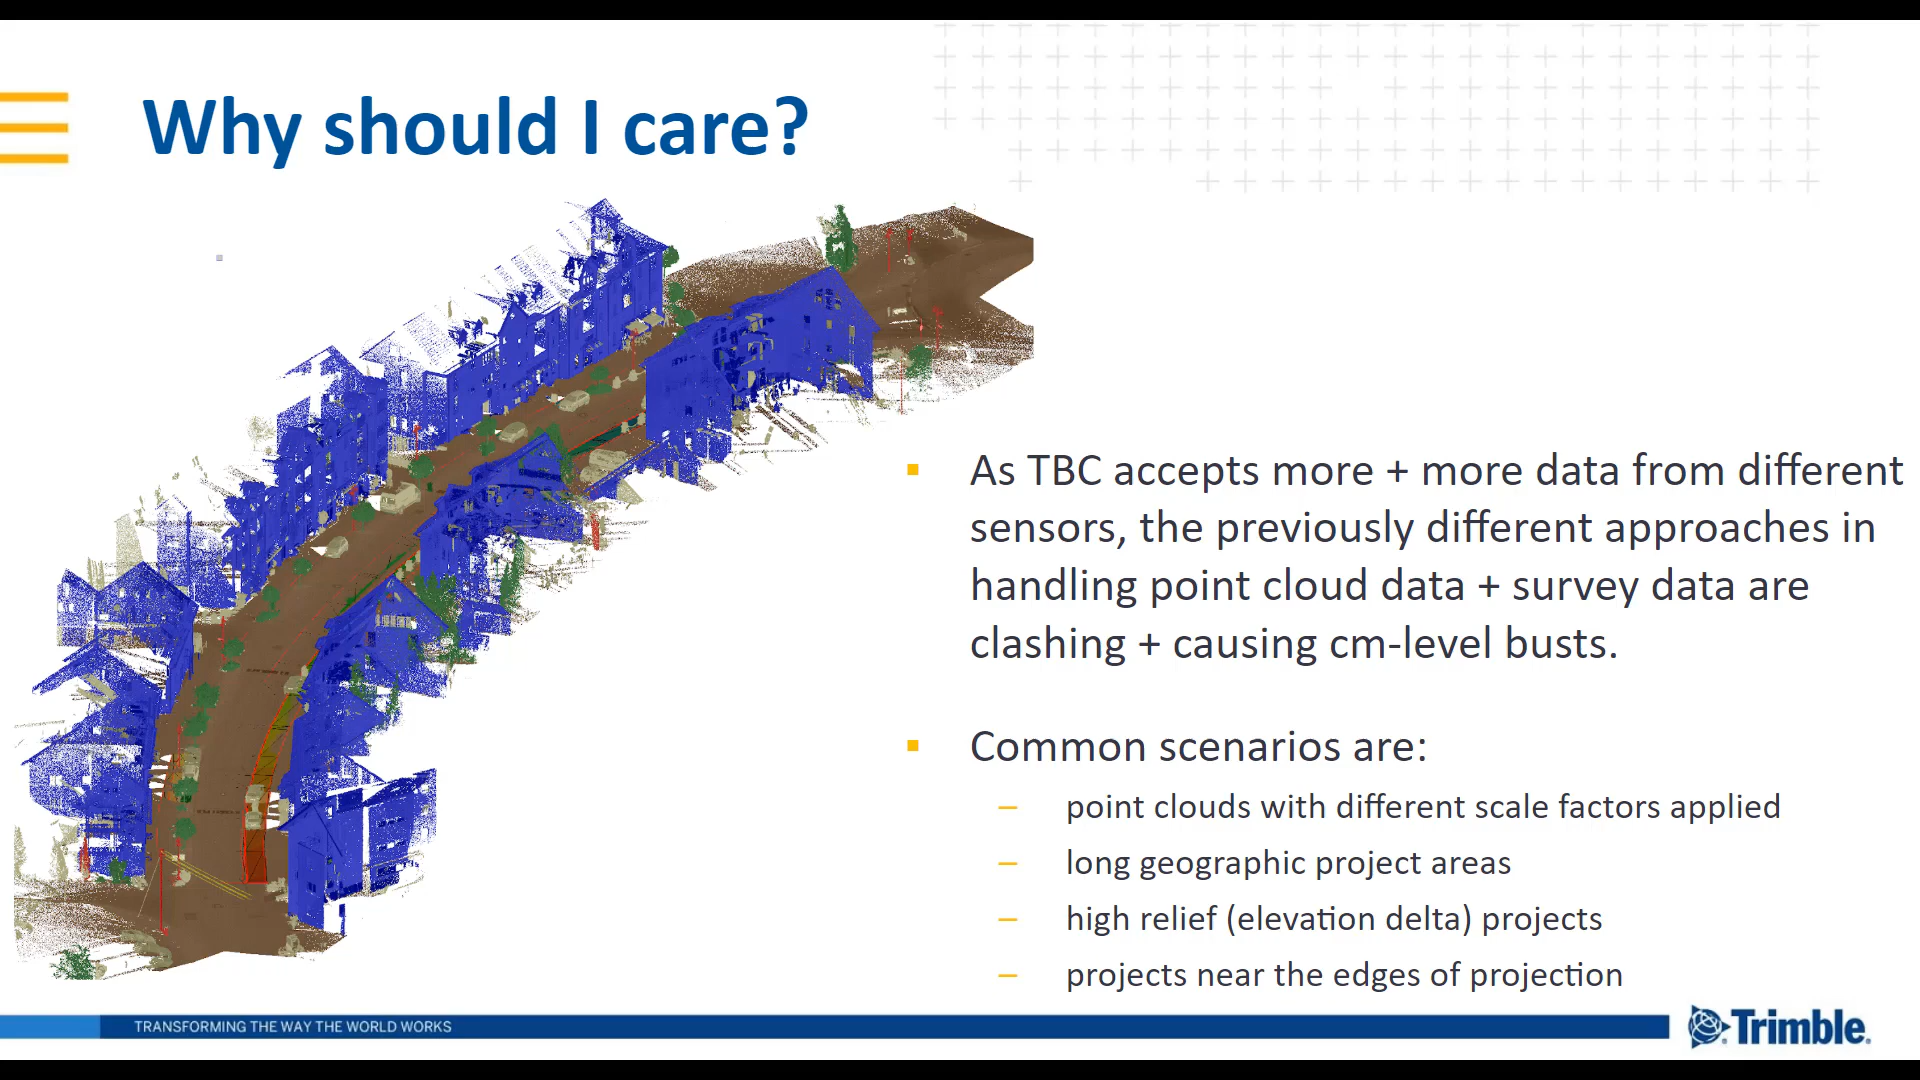 Why should I care?
As TBC accepts more + more data from different
sensors, the previously different approaches in
handling point cloud data + survey data are
clashing + causing cm-level busts.
Common scenarios are:
– point clouds with different scale factors applied
– long geographic project areas
– high relief (elevation delta) projects
– projects near the edges of projection
TRANSFORMING THE WAY THE WORLD WORKS
Trimble